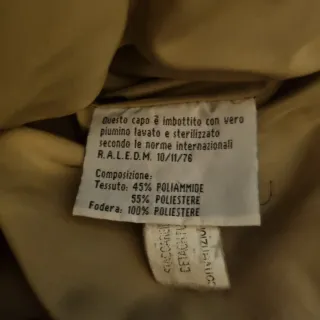 Questo capo è imbottito con vero
piumino lavato e sterilizzato
secondo le norme internazionali
R.A.L.E.D.M. 10/11/76
Composizione:
Tessuto: 45% POLIAMMIDE
55% POLIESTERE
Fodera: 100% POLIESTERE